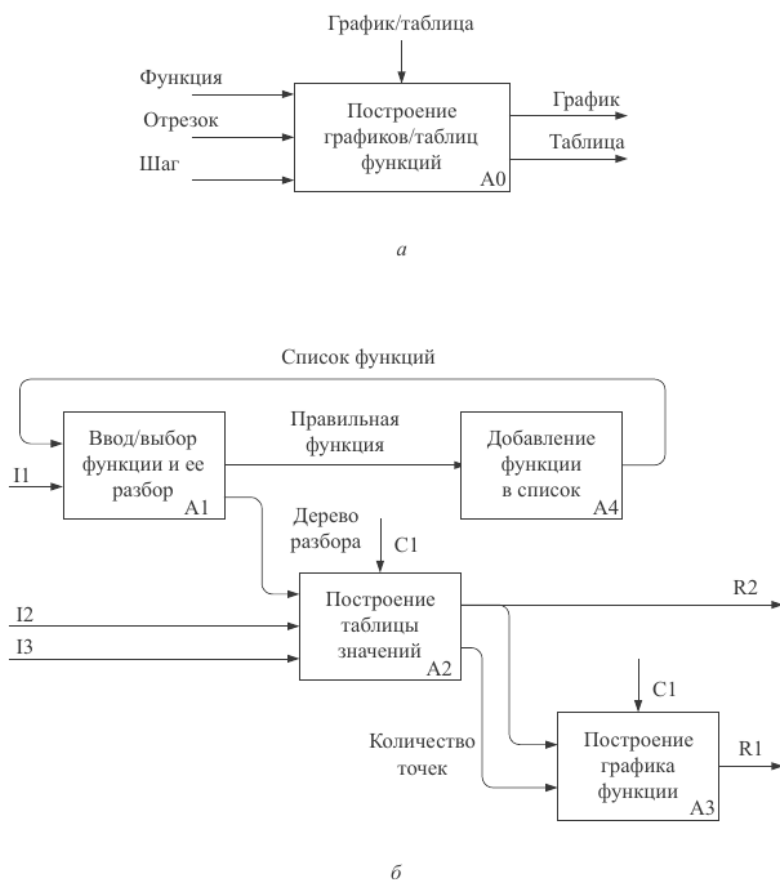 График/таблица
Функция
Отрезок
Шаг
Построение
графиков/таблиц
функций
A0
График
Таблица
а
Список функций
Ввод/выбор
функции и ее
разбор
A1
I1
Правильная
функция
Добавление
функции
в список
A4
Дерево
разбора
C1
I2
I3
Построение
таблицы
значений
A2
R2
C1
Количество
точек
Построение
графика
функции
A3
R1
б